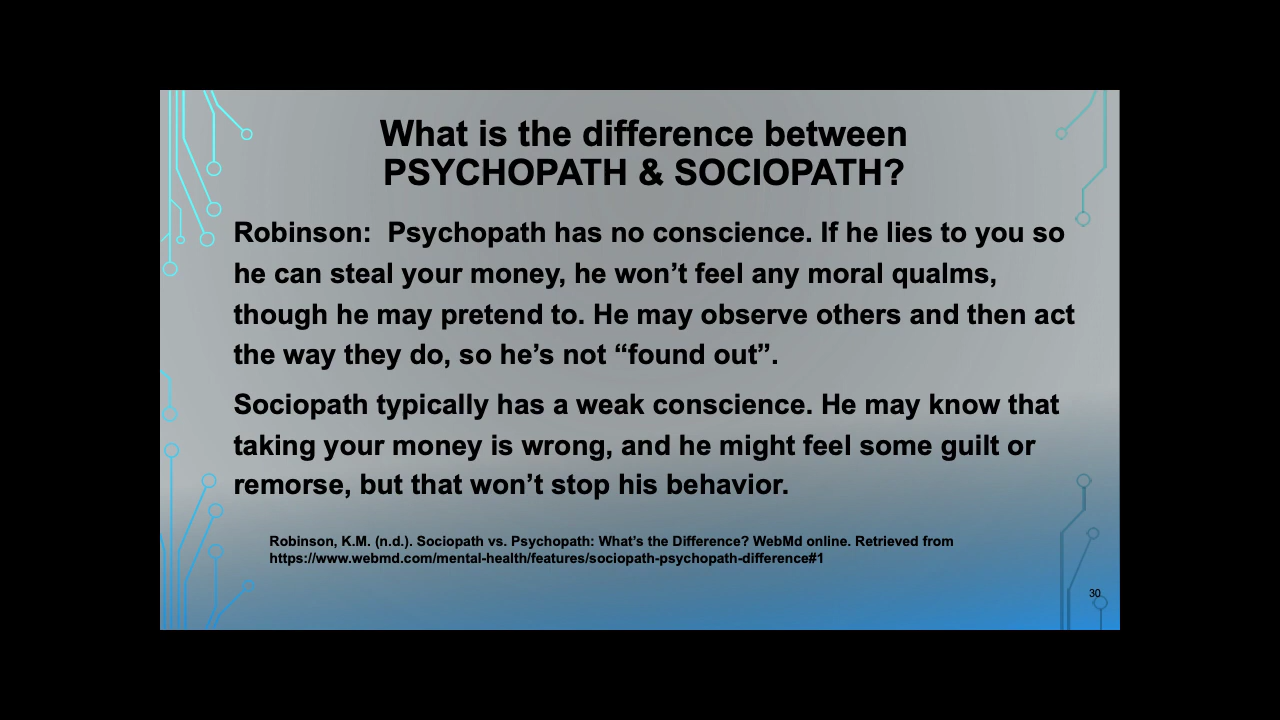 What is the difference between
PSYCHOPATH & SOCIOPATH?
Robinson:  Psychopath has no conscience. If he lies to you so
he can steal your money, he won’t feel any moral qualms,
though he may pretend to. He may observe others and then act
the way they do, so he’s not “found out”.
Sociopath typically has a weak conscience. He may know that
taking your money is wrong, and he might feel some guilt or
remorse, but that won’t stop his behavior.
Robinson, K.M. (n.d.). Sociopath vs. Psychopath: What’s the Difference? WebMd online. Retrieved from
https://www.webmd.com/mental-health/features/sociopath-psychopath-difference#1
30